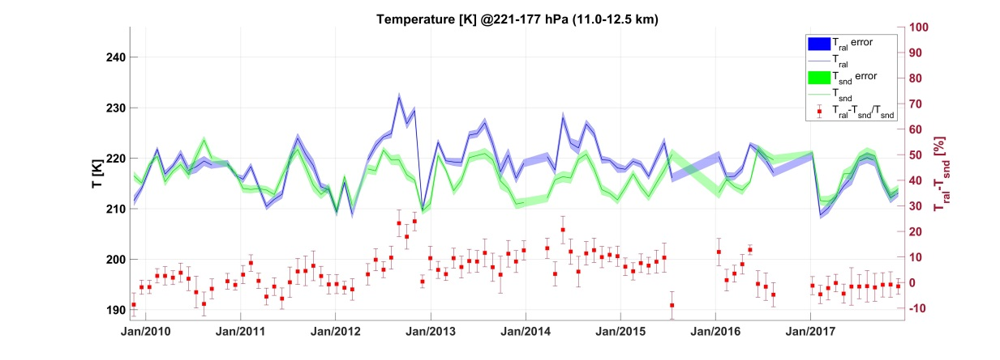 Temperature [K] @221-177 hPa (11.0-12.5 km)
T [K]
240
230
220
210
200
190
100
90
80
70
60
50
40
30
20
10
0
-10
T_ral-T_snd [%]
T_ral error
T_ral
T_snd error
T_snd
T_ral-T_snd/T_snd
Jan/2010 Jan/2011 Jan/2012 Jan/2013 Jan/2014 Jan/2015 Jan/2016 Jan/2017